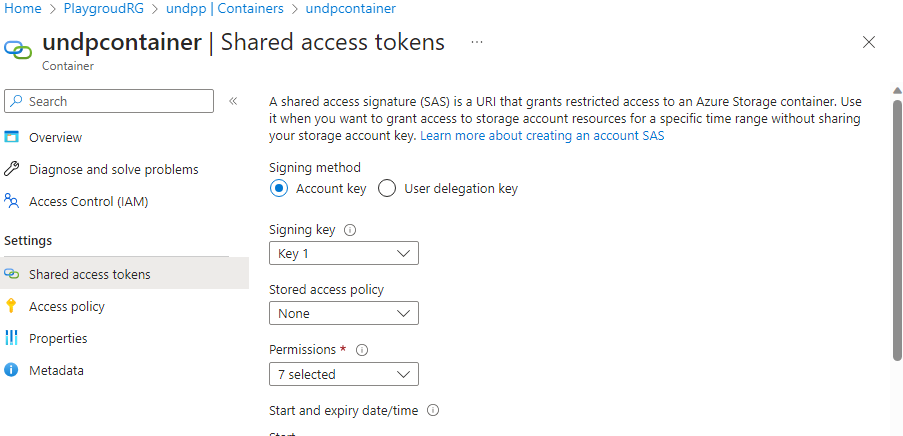 Home > PlaygroudRG > undpp | Containers > undpcontainer
undpcontainer | Shared access tokens ...
Container
Search
Overview
Diagnose and solve problems
Access Control (IAM)
Settings
Shared access tokens
Access policy
Properties
Metadata
A shared access signature (SAS) is a URI that grants restricted access to an Azure Storage container. Use
it when you want to grant access to storage account resources for a specific time range without sharing
your storage account key. Learn more about creating an account SAS
Signing method
Account key User delegation key
Signing key
Key 1
Stored access policy
None
Permissions *
7 selected
Start and expiry date/time
Start